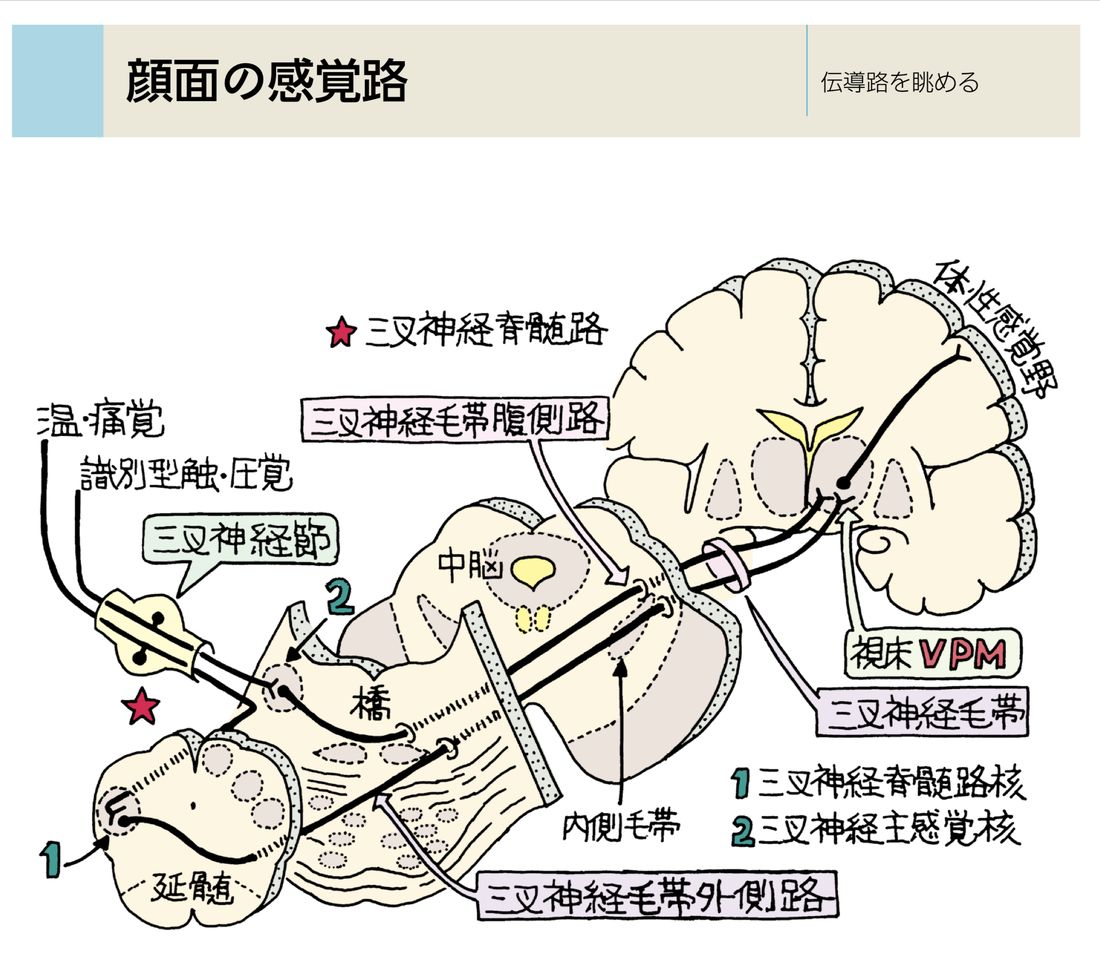 顔面の感覚路
伝導路を眺める
体性感覚野
★ 三叉神経脊髄路
三叉神経毛帯腹側路
温・痛覚
識別型触・圧覚
三叉神経節
中脳
2
視床VPM
橋
★
三叉神経毛帯
1 三叉神経脊髄路核
2 三叉神経主感覚核
内側毛帯
1
延髄
三叉神経毛帯外側路